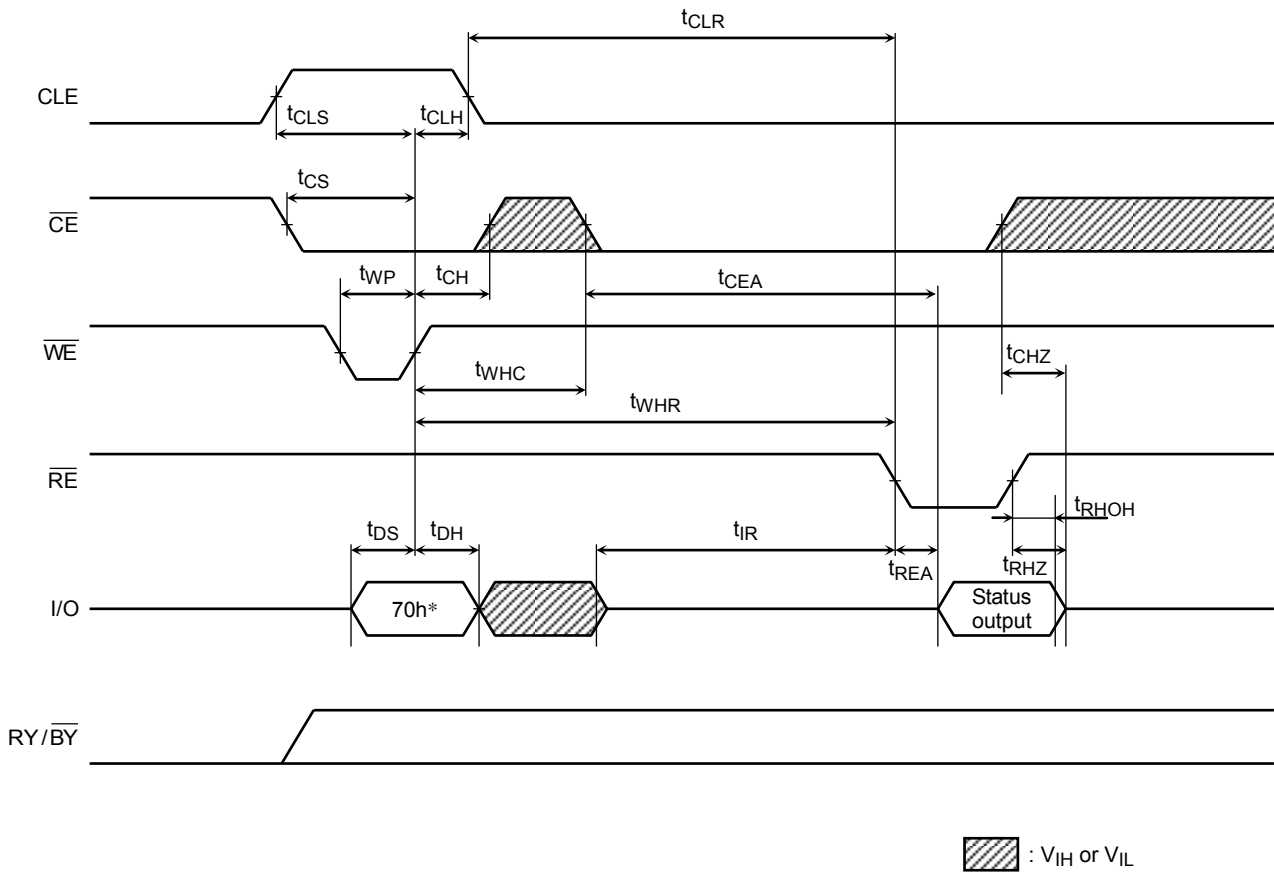 tCLR
CLE
tCLS
tCLH
tCS
CE
tWP
tCH
tCEA
WE
tCHZ
tWHC
tWHR
RE
tRHOH
tDS
tDH
tIR
tREA
tRHZ
I/O
70h*
Status
output
RY/BY
: VIH or VIL